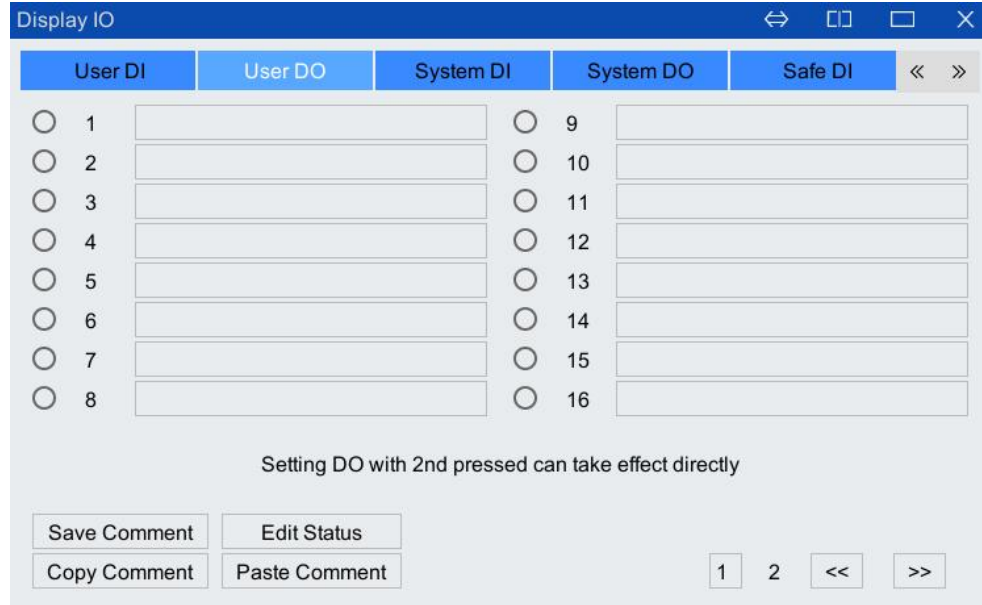 Display IO
User DI User DO System DI System DO Safe DI « »
1 9
2 10
3 11
4 12
5 13
6 14
7 15
8 16
Setting DO with 2nd pressed can take effect directly
Save Comment Edit Status
Copy Comment Paste Comment 1 2 << >>